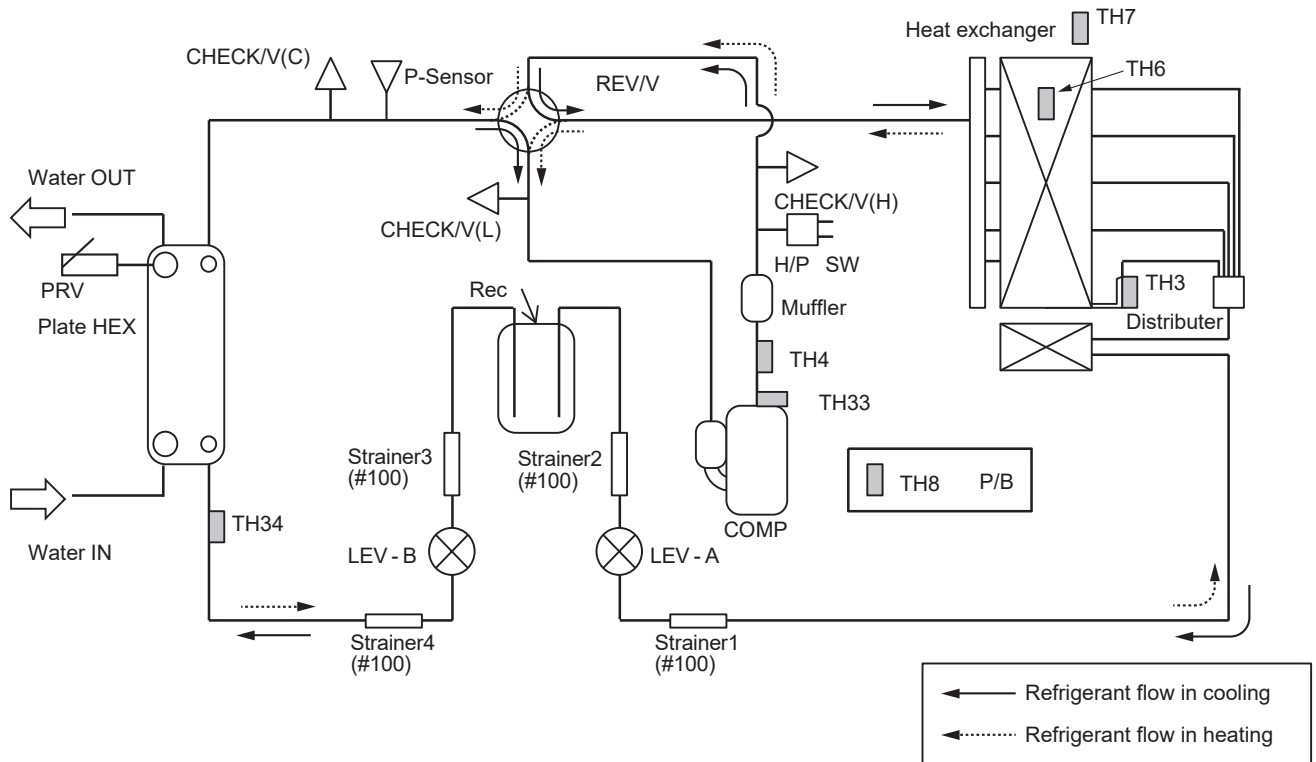 TH7
Heat exchanger
CHECK/V(C)
P-Sensor
REV/V
TH6
Water OUT
CHECK/V(L)
CHECK/V(H)
H/P SW
PRV
Plate HEX
Rec
Muffler
TH3
Distributer
TH4
TH33
Strainer3
(#100)
Strainer2
(#100)
TH8 P/B
TH34
COMP
Water IN
LEV - B
LEV - A
Strainer4
(#100)
Strainer1
(#100)
Refrigerant flow in cooling
Refrigerant flow in heating